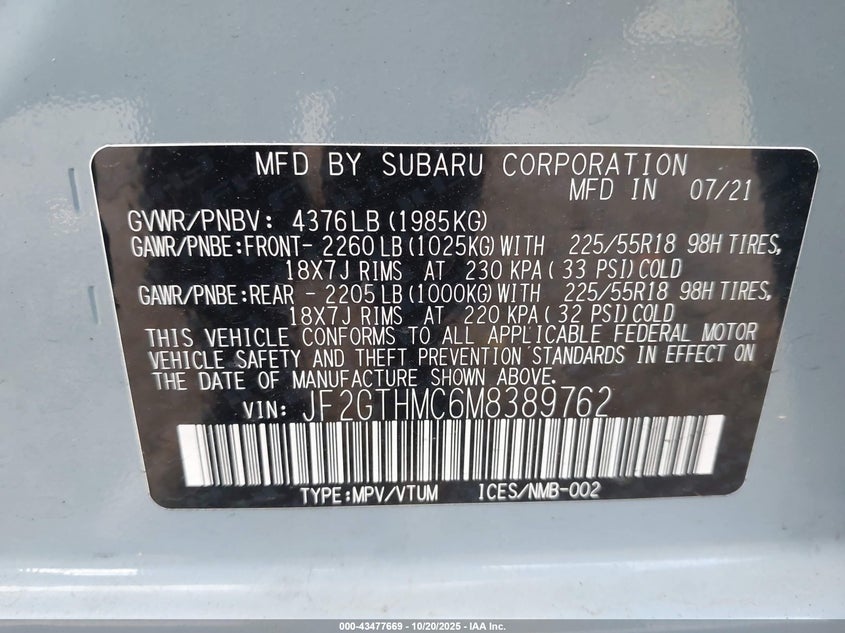 MFD BY SUBARU CORPORATION
MFD IN 07/21
GVWR/PNBV: 4376LB (1985KG)
GAWR/PNBE:FRONT- 2260 LB (1025KG) WITH 225/55R18 98H TIRES,
18X7J RIMS AT 230 KPA ( 33 PSI) COLD
GAWR/PNBE:REAR - 2205 LB (1000KG) WITH 225/55R18 98H TIRES,
18X7J RIMS AT 220 KPA ( 32 PSI) COLD
THIS VEHICLE CONFORMS TO ALL APPLICABLE FEDERAL MOTOR
VEHICLE SAFETY AND THEFT PREVENTION STANDARDS IN EFFECT ON
THE DATE OF MANUFACTURE SHOWN ABOVE.
VIN: JF2GTHMC6M8389762
TYPE:MPV/VTUM ICES/NMB-002
000-43477669 - 10/20/2025 - IAA Inc.